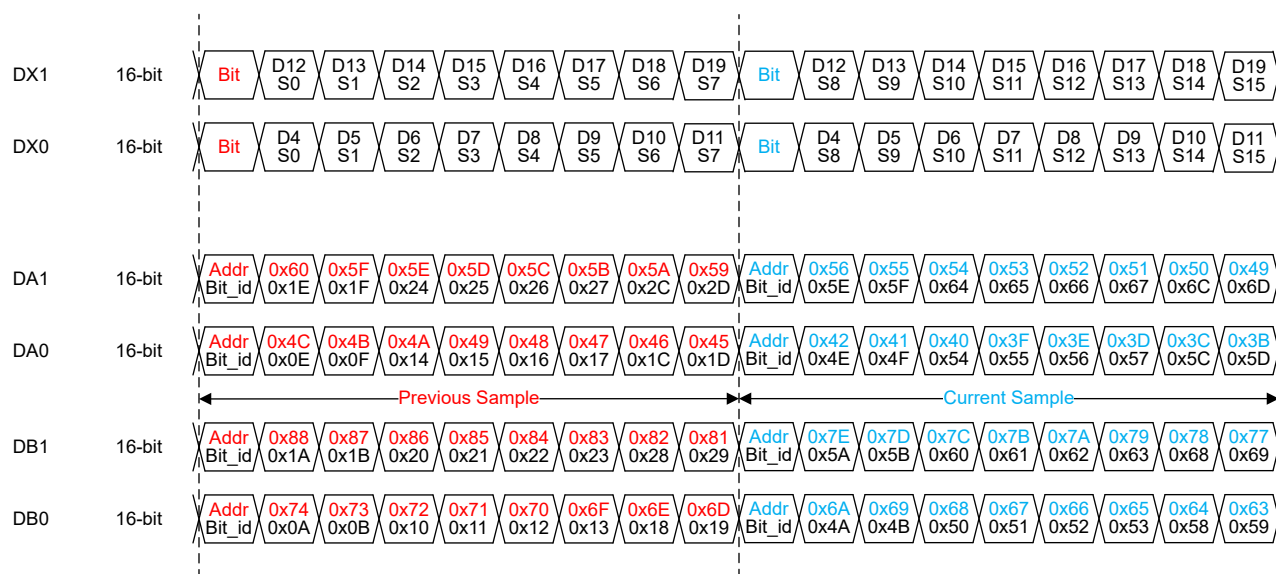 DX1 16-bit Bit D12 D13 D14 D15 D16 D17 D18 D19 Bit D12 D13 D14 D15 D16 D17 D18 D19
S0 S1 S2 S3 S4 S5 S6 S7 S8 S9 S10 S11 S12 S13 S14 S15
DX0 16-bit Bit D4 D5 D6 D7 D8 D9 D10 D11 Bit D4 D5 D6 D7 D8 D9 D10 D11
S0 S1 S2 S3 S4 S5 S6 S7 S8 S9 S10 S11 S12 S13 S14 S15
DA1 16-bit Addr 0x60 0x5F 0x5E 0x5D 0x5C 0x5B 0x5A 0x59 Addr 0x56 0x55 0x54 0x53 0x52 0x51 0x50 0x49
Bit_id 0x1E 0x1F 0x24 0x25 0x26 0x27 0x2C 0x2D Bit_id 0x5E 0x5F 0x64 0x65 0x66 0x67 0x6C 0x6D
DA0 16-bit Addr 0x4C 0x4B 0x4A 0x49 0x48 0x47 0x46 0x45 Addr 0x42 0x41 0x40 0x3F 0x3E 0x3D 0x3C 0x3B
Bit_id 0x0E 0x0F 0x14 0x15 0x16 0x17 0x1C 0x1D Bit_id 0x4E 0x4F 0x54 0x55 0x56 0x57 0x5C 0x5D
Previous Sample Current Sample
DB1 16-bit Addr 0x88 0x87 0x86 0x85 0x84 0x83 0x82 0x81 Addr 0x7E 0x7D 0x7C 0x7B 0x7A 0x79 0x78 0x77
Bit_id 0x1A 0x1B 0x20 0x21 0x22 0x23 0x28 0x29 Bit_id 0x5A 0x5B 0x60 0x61 0x62 0x63 0x68 0x69
DB0 16-bit Addr 0x74 0x73 0x72 0x71 0x70 0x6F 0x6E 0x6D Addr 0x6A 0x69 0x68 0x67 0x66 0x65 0x64 0x63
Bit_id 0x0A 0x0B 0x10 0x11 0x12 0x13 0x18 0x19 Bit_id 0x4A 0x4B 0x50 0x51 0x52 0x53 0x58 0x59